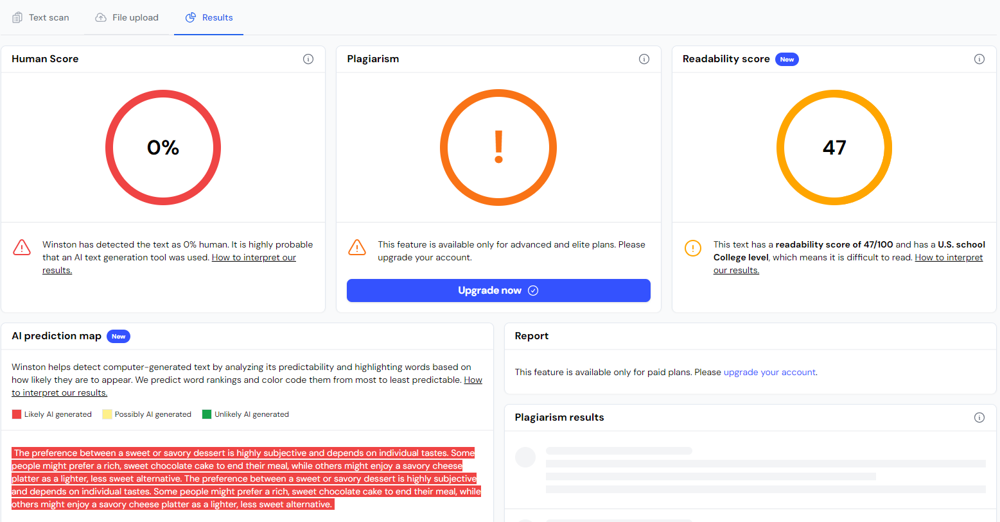 Text scan
File upload
Results
Human Score
0%
Winston has detected the text as 0% human. It is highly probable
that an AI text generation tool was used. How to interpret our
results.
Plagiarism
!
This feature is available only for advanced and elite plans. Please
upgrade your account.
Upgrade now
Readability score New
47
This text has a readability score of 47/100 and has a U.S. school
College level, which means it is difficult to read. How to interpret
our results.
AI prediction map New
Winston helps detect computer-generated text by analyzing its predictability and highlighting words based on
how likely they are to appear. We predict word rankings and color code them from most to least predictable. How
to interpret our results.
Likely AI generated
Possibly AI generated
Unlikely AI generated
The preference between a sweet or savory dessert is highly subjective and depends on individual tastes. Some
people might prefer a rich, sweet chocolate cake to end their meal, while others might enjoy a savory cheese
platter as a lighter, less sweet alternative. The preference between a sweet or savory dessert is highly subjective
and depends on individual tastes. Some people might prefer a rich, sweet chocolate cake to end their meal, while
others might enjoy a savory cheese platter as a lighter, less sweet alternative.
Report
This feature is available only for paid plans. Please upgrade your account.
Plagiarism results